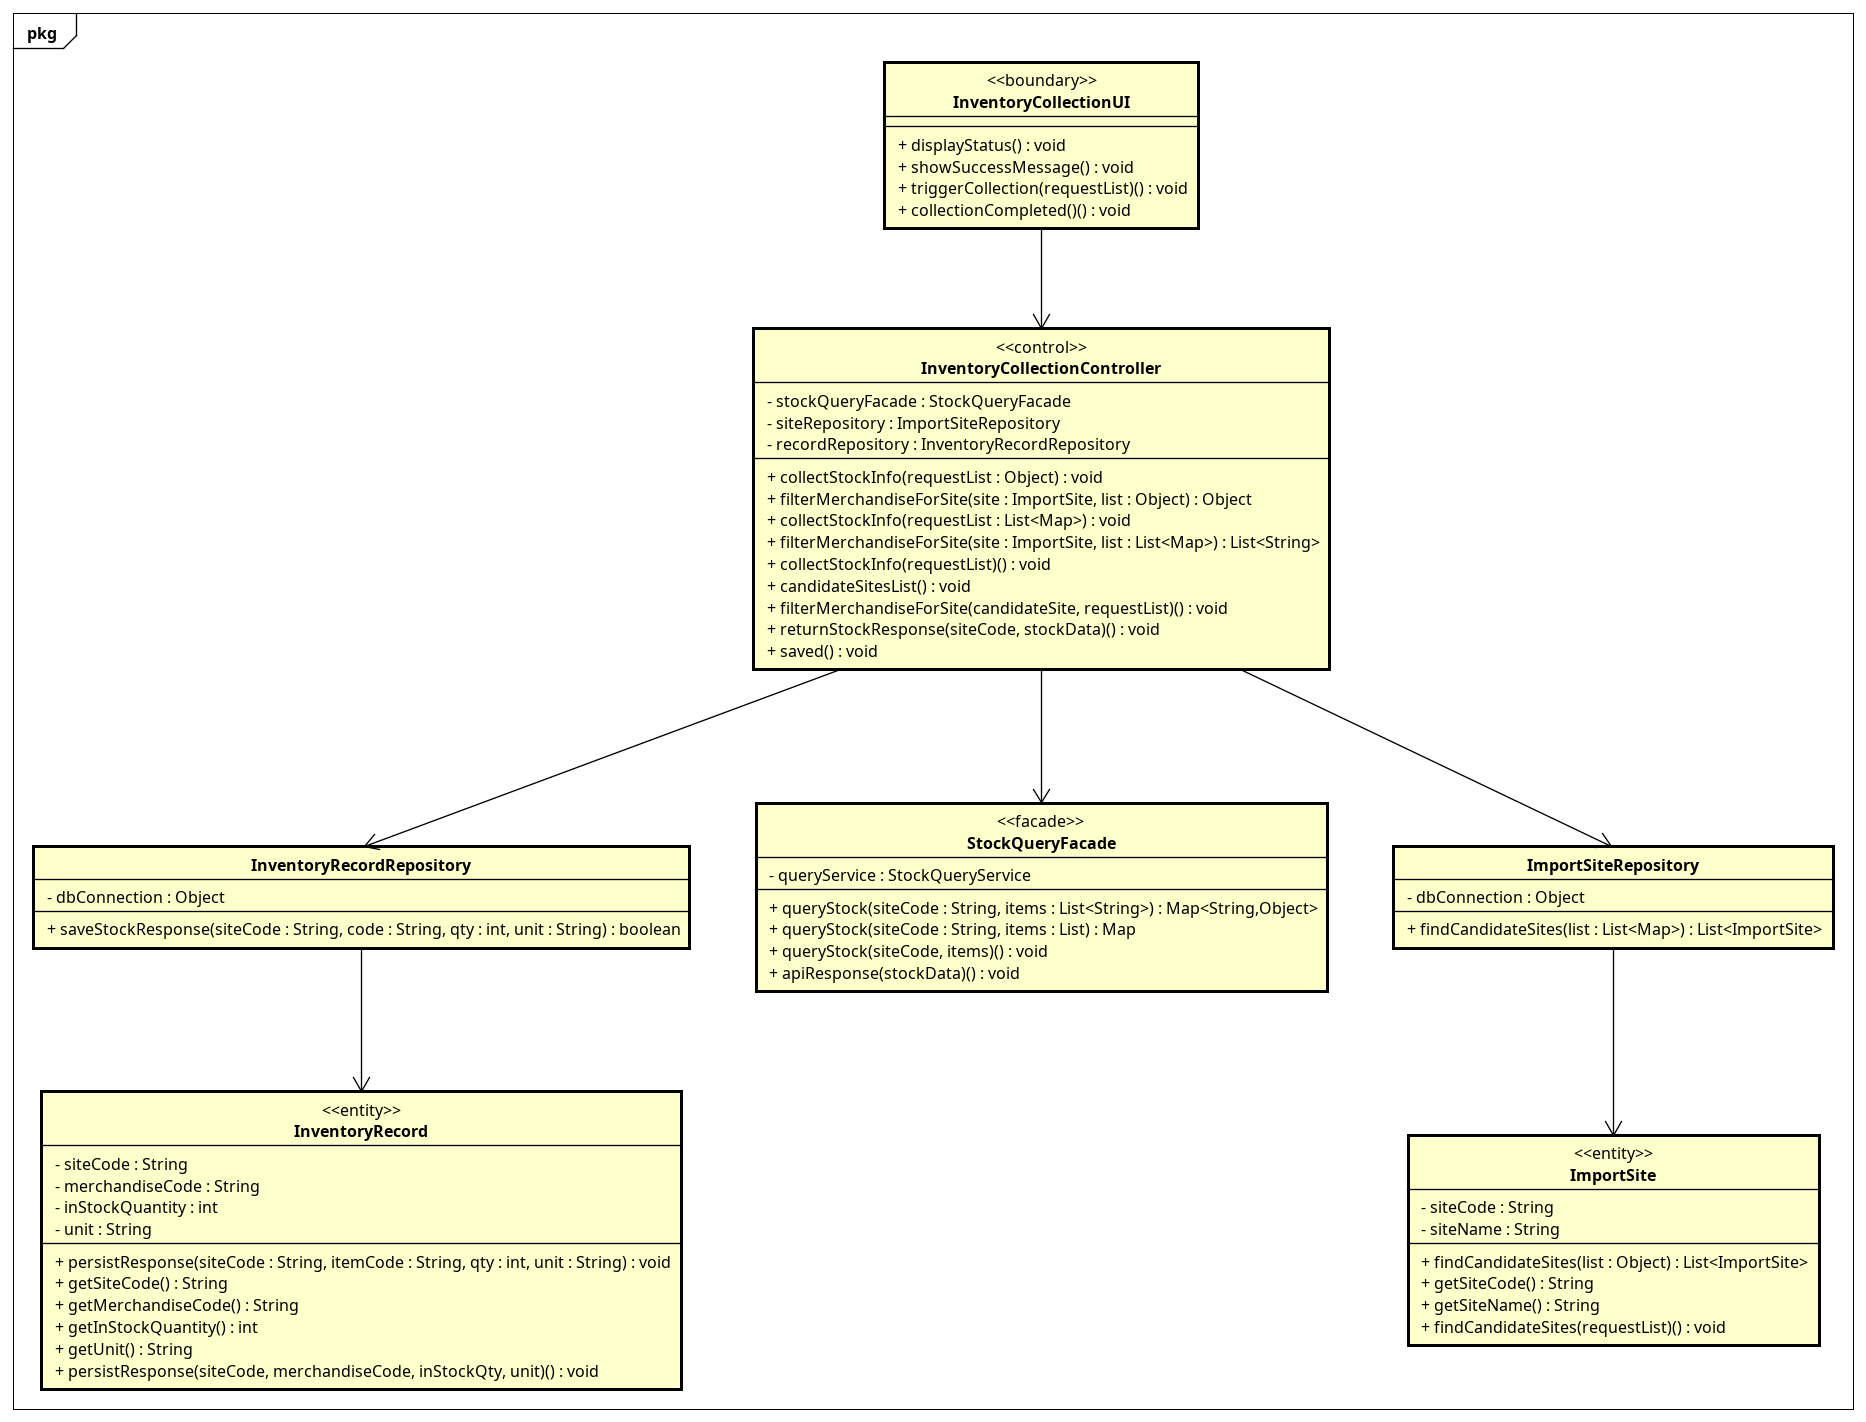 pkg
<<boundary>>
InventoryCollectionUI
+ displayStatus() : void
+ showSuccessMessage() : void
+ triggerCollection(requestList)() : void
+ collectionCompleted()() : void
<<control>>
InventoryCollectionController
- stockQueryFacade : StockQueryFacade
- siteRepository : ImportSiteRepository
- recordRepository : InventoryRecordRepository
+ collectStockInfo(requestList : Object) : void
+ filterMerchandiseForSite(site : ImportSite, list : Object) : Object
+ collectStockInfo(requestList : List<Map>) : void
+ filterMerchandiseForSite(site : ImportSite, list : List<Map>) : List<String>
+ collectStockInfo(requestList)() : void
+ candidateSitesList() : void
+ filterMerchandiseForSite(candidateSite, requestList)() : void
+ returnStockResponse(siteCode, stockData)() : void
+ saved() : void
InventoryRecordRepository
- dbConnection : Object
+ saveStockResponse(siteCode : String, code : String, qty : int, unit : String) : boolean
<<facade>>
StockQueryFacade
- queryService : StockQueryService
+ queryStock(siteCode : String, items : List<String>) : Map<String,Object>
+ queryStock(siteCode : String, items : List) : Map
+ queryStock(siteCode, items)() : void
+ apiResponse(stockData)() : void
ImportSiteRepository
- dbConnection : Object
+ findCandidateSites(list : List<Map>) : List<ImportSite>
<<entity>>
InventoryRecord
- siteCode : String
- merchandiseCode : String
- inStockQuantity : int
- unit : String
+ persistResponse(siteCode : String, itemCode : String, qty : int, unit : String) : void
+ getSiteCode() : String
+ getMerchandiseCode() : String
+ getInStockQuantity() : int
+ getUnit() : String
+ persistResponse(siteCode, merchandiseCode, inStockQty, unit)() : void
<<entity>>
ImportSite
- siteCode : String
- siteName : String
+ findCandidateSites(list : Object) : List<ImportSite>
+ getSiteCode() : String
+ getSiteName() : String
+ findCandidateSites(requestList)() : void